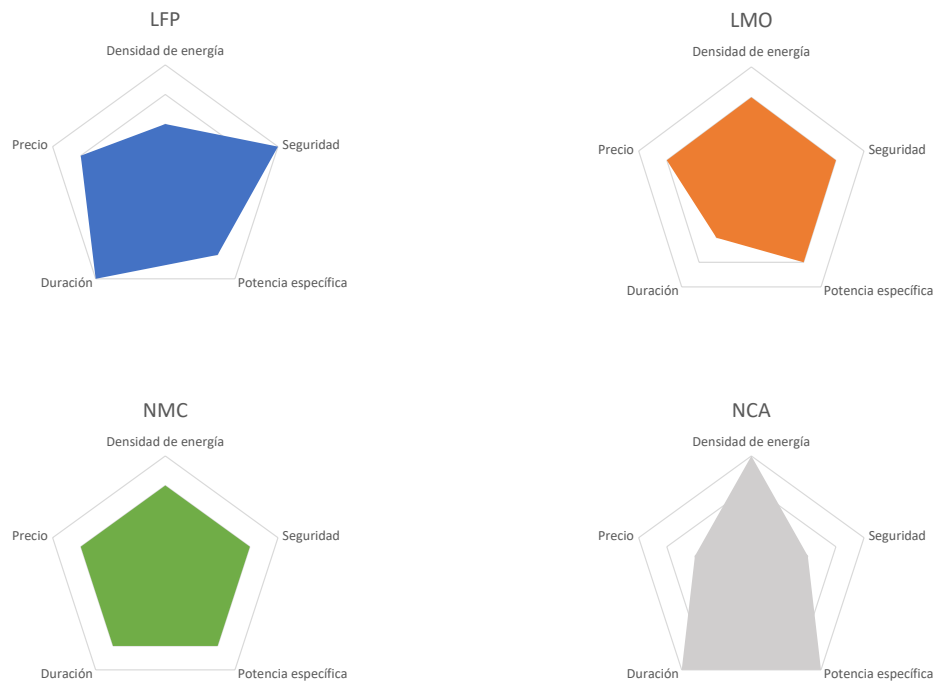 LFP
Densidad de energía
Precio
Seguridad
Duración
Potencia específica
LMO
Densidad de energía
Precio
Seguridad
Duración
Potencia específica
NMC
Densidad de energía
Precio
Seguridad
Duración
Potencia específica
NCA
Densidad de energía
Precio
Seguridad
Duración
Potencia específica